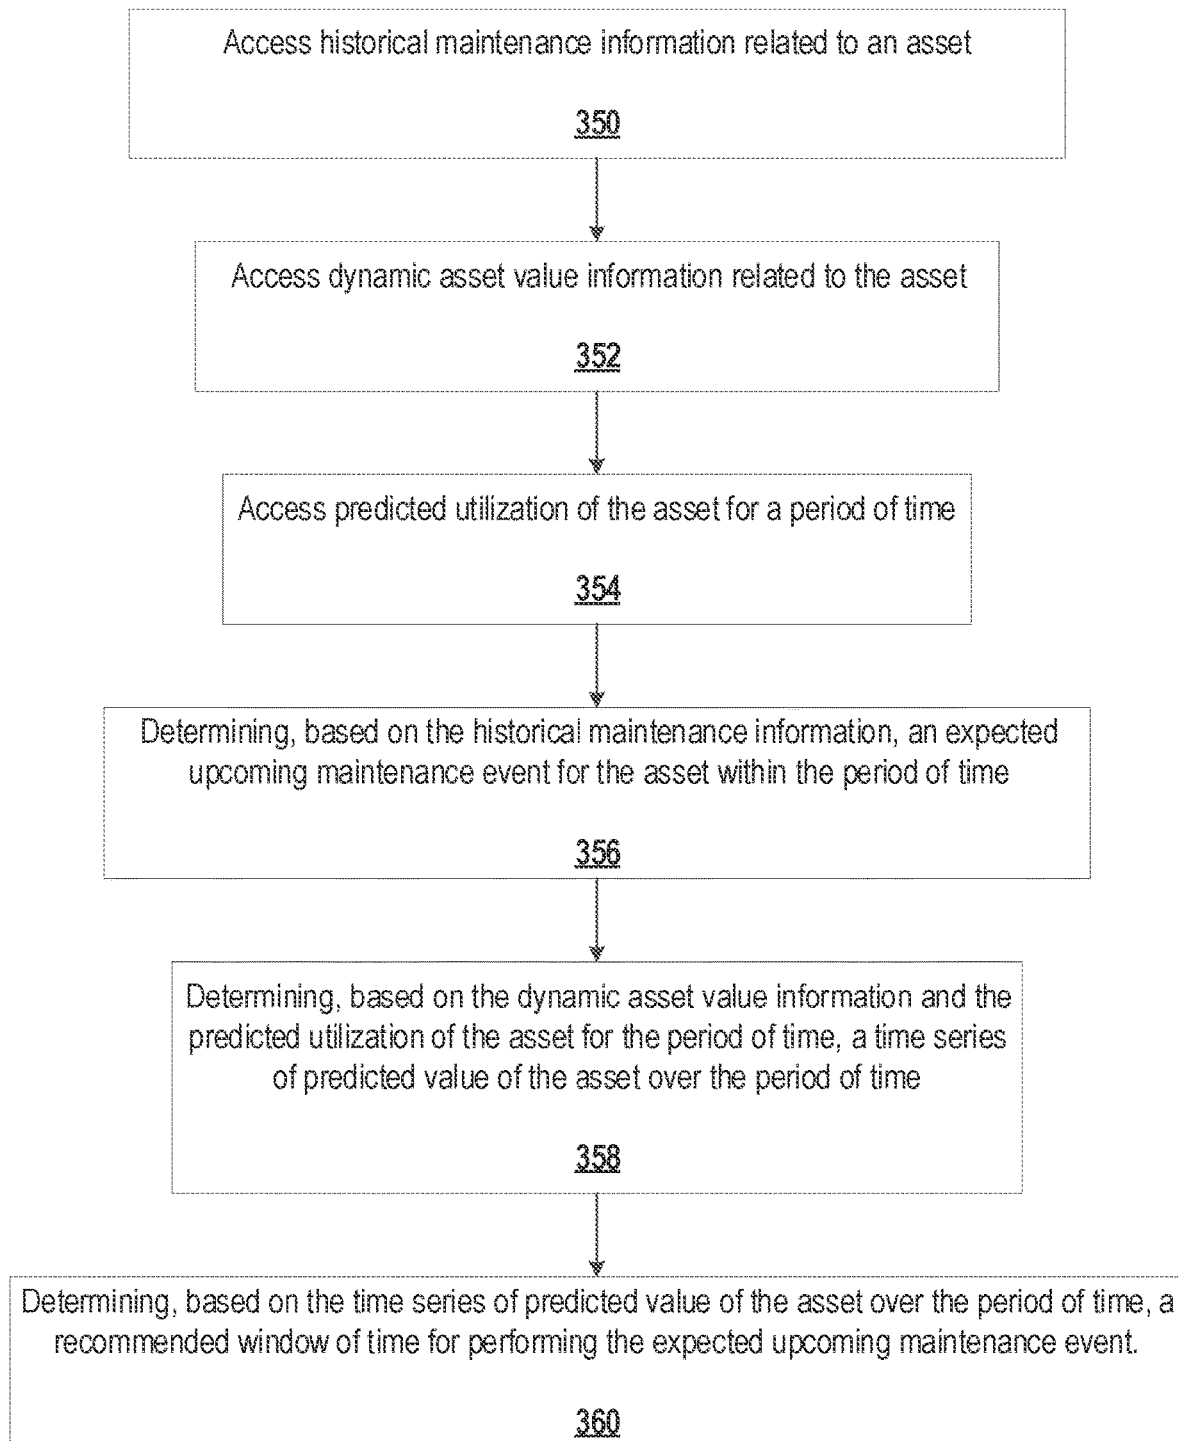 Access historical maintenance information related to an asset
350
Access dynamic asset value information related to the asset
352
Access predicted utilization of the asset for a period of time
354
Determining, based on the historical maintenance information, an expected
upcoming maintenance event for the asset within the period of time
356
Determining, based on the dynamic asset value information and the
predicted utilization of the asset for the period of time, a time series
of predicted value of the asset over the period of time
358
Determining, based on the time series of predicted value of the asset over the period of time, a
recommended window of time for performing the expected upcoming maintenance event.
360